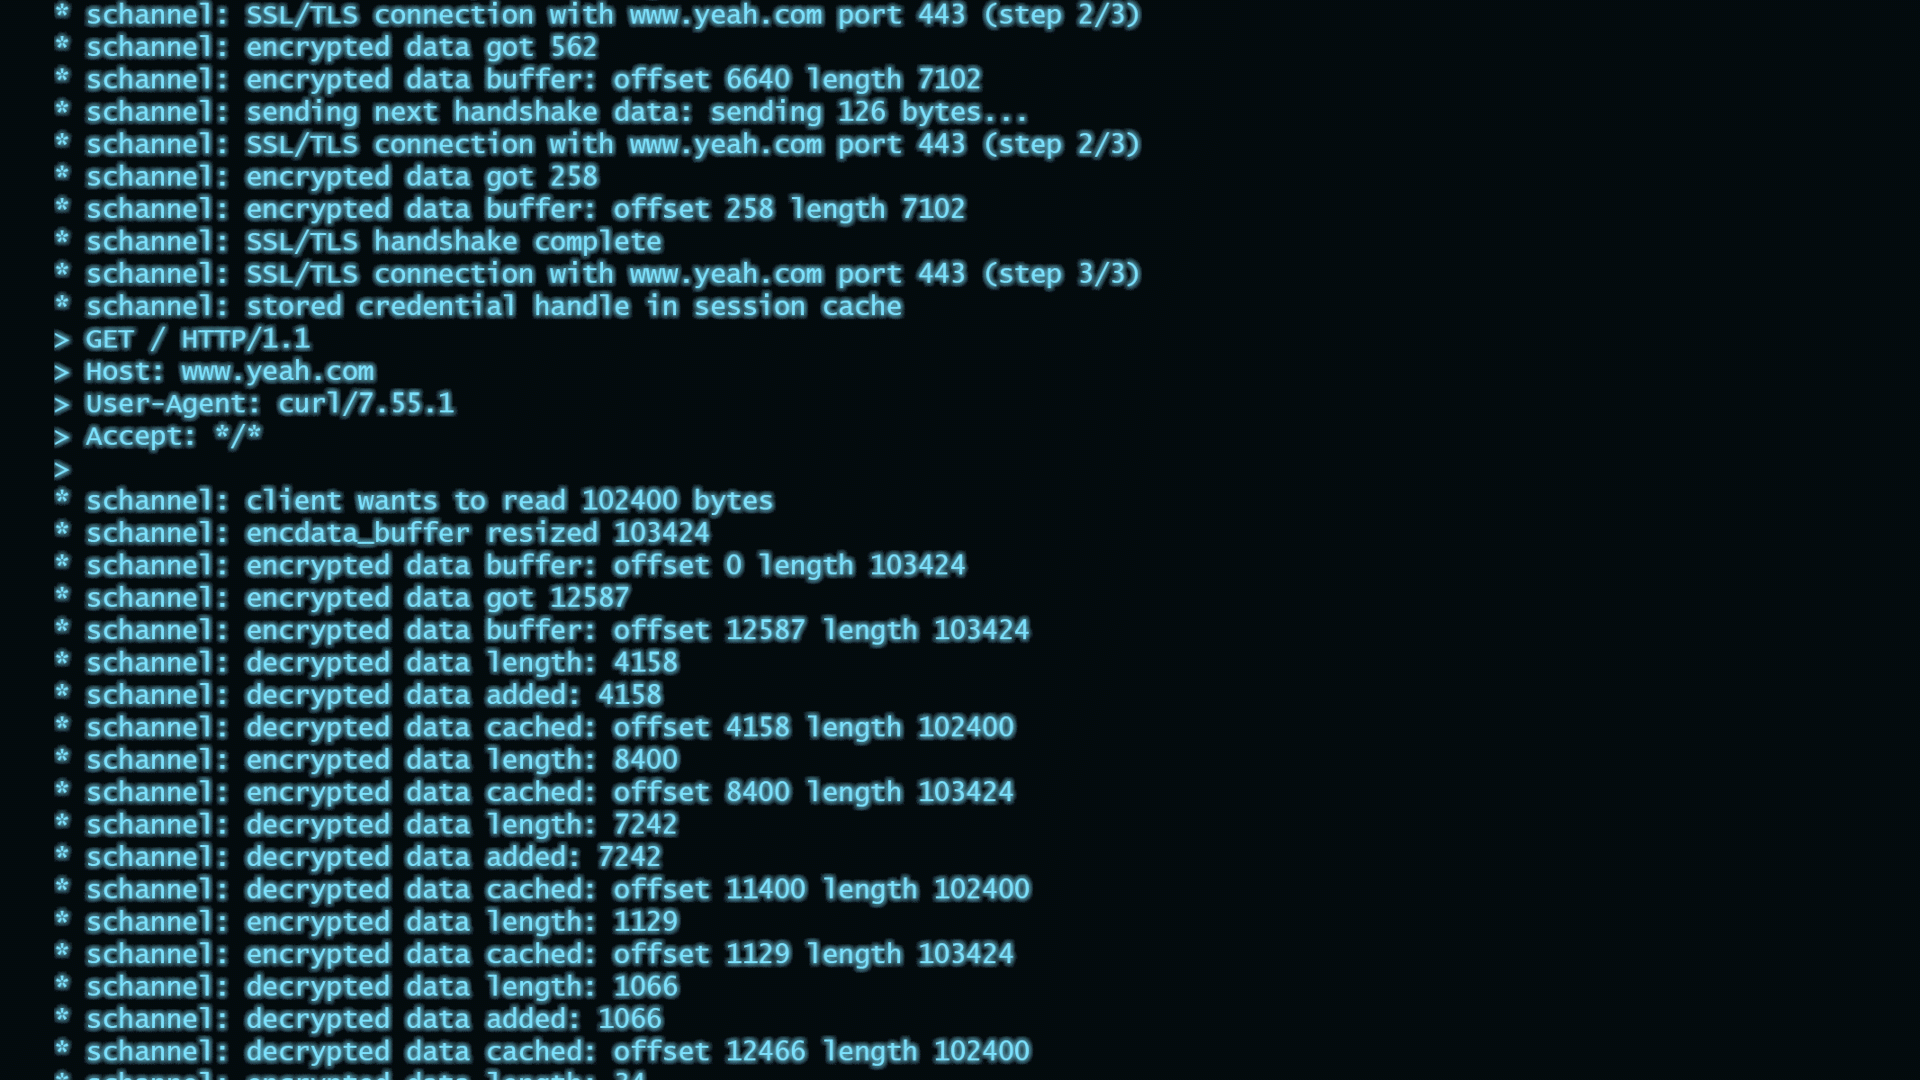 * schannel: SSL/TLS connection with www.yeah.com port 443 (step 2/3)
* schannel: encrypted data got 562
* schannel: encrypted data buffer: offset 6640 length 7102
* schannel: sending next handshake data: sending 126 bytes...
* schannel: SSL/TLS connection with www.yeah.com port 443 (step 2/3)
* schannel: encrypted data got 258
* schannel: encrypted data buffer: offset 258 length 7102
* schannel: SSL/TLS handshake complete
* schannel: SSL/TLS connection with www.yeah.com port 443 (step 3/3)
* schannel: stored credential handle in session cache
> GET / HTTP/1.1
> Host: www.yeah.com
> User-Agent: curl/7.55.1
> Accept: */*
>
* schannel: client wants to read 102400 bytes
* schannel: encdata_buffer resized 103424
* schannel: encrypted data buffer: offset 0 length 103424
* schannel: encrypted data got 12587
* schannel: encrypted data buffer: offset 12587 length 103424
* schannel: decrypted data length: 4158
* schannel: decrypted data added: 4158
* schannel: decrypted data cached: offset 4158 length 102400
* schannel: encrypted data length: 8400
* schannel: encrypted data cached: offset 8400 length 103424
* schannel: decrypted data length: 7242
* schannel: decrypted data added: 7242
* schannel: decrypted data cached: offset 11400 length 102400
* schannel: encrypted data length: 1129
* schannel: encrypted data cached: offset 1129 length 103424
* schannel: decrypted data length: 1066
* schannel: decrypted data added: 1066
* schannel: decrypted data cached: offset 12466 length 102400
* schannel: encrypted data length: 34